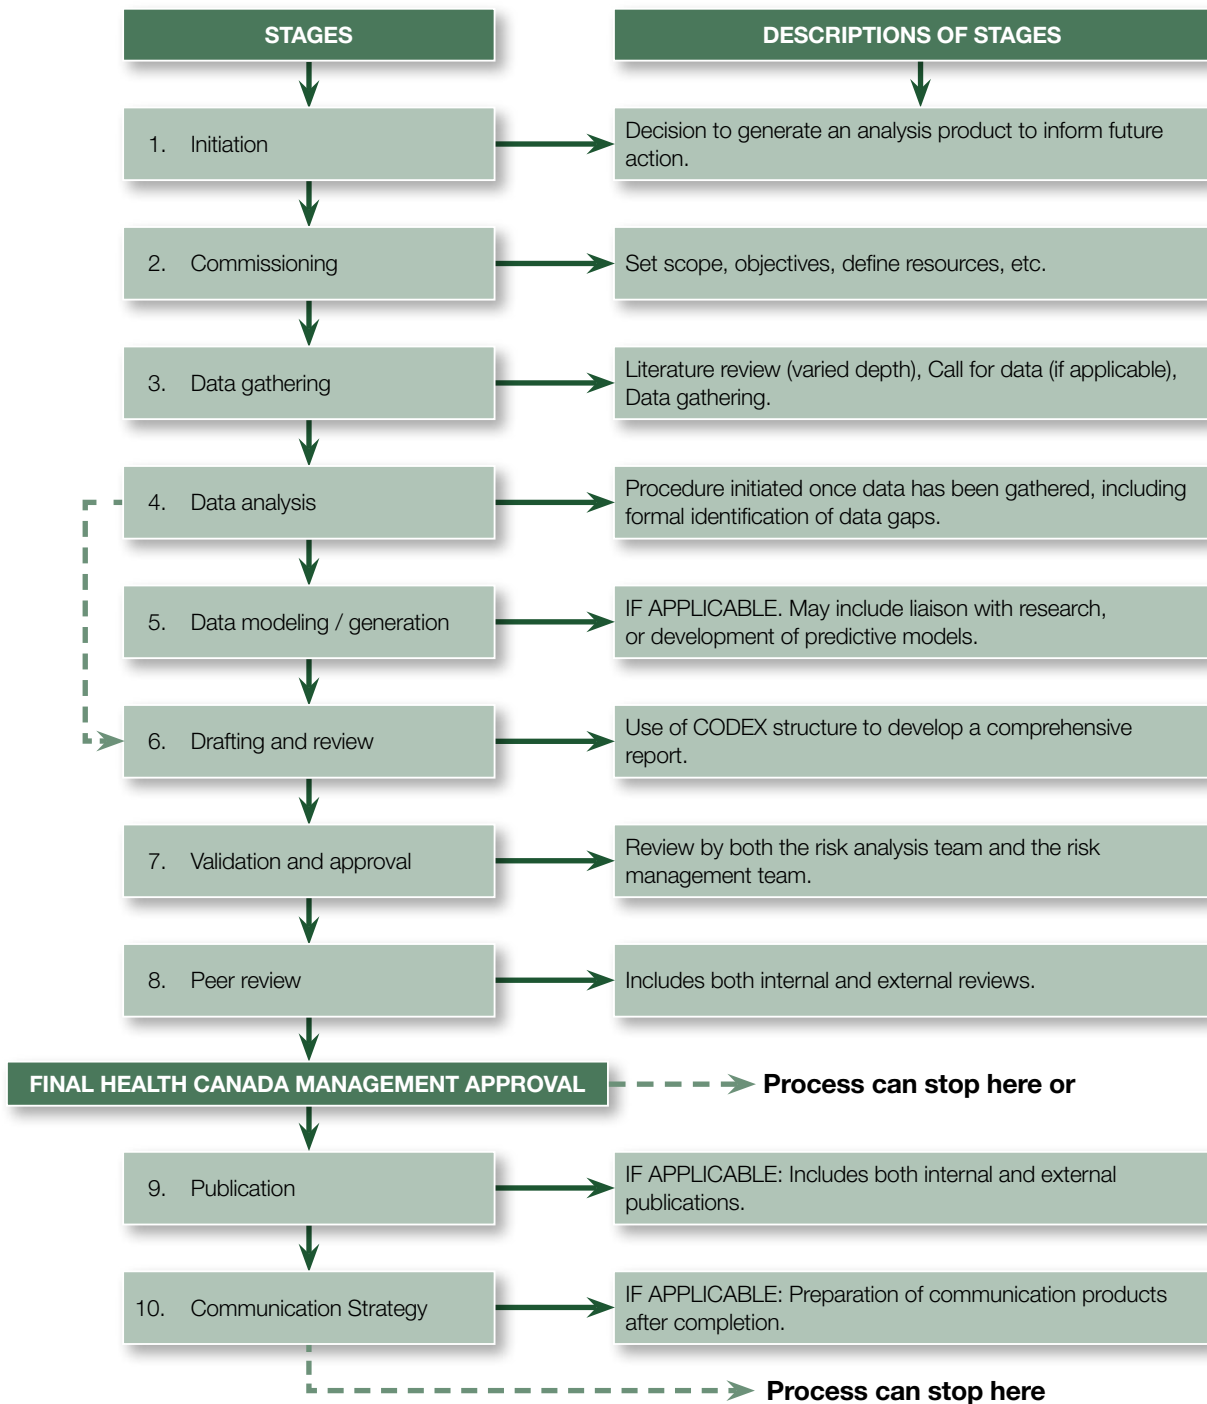 STAGES
DESCRIPTIONS OF STAGES
1. Initiation
Decision to generate an analysis product to inform future
action.
2. Commissioning
Set scope, objectives, define resources, etc.
3. Data gathering
Literature review (varied depth), Call for data (if applicable),
Data gathering.
4. Data analysis
Procedure initiated once data has been gathered, including
formal identification of data gaps.
5. Data modeling / generation
IF APPLICABLE. May include liaison with research,
or development of predictive models.
6. Drafting and review
Use of CODEX structure to develop a comprehensive
report.
7. Validation and approval
Review by both the risk analysis team and the risk
management team.
8. Peer review
Includes both internal and external reviews.
FINAL HEALTH CANADA MANAGEMENT APPROVAL
Process can stop here or
9. Publication
IF APPLICABLE: Includes both internal and external
publications.
10. Communication Strategy
IF APPLICABLE: Preparation of communication products
after completion.
Process can stop here